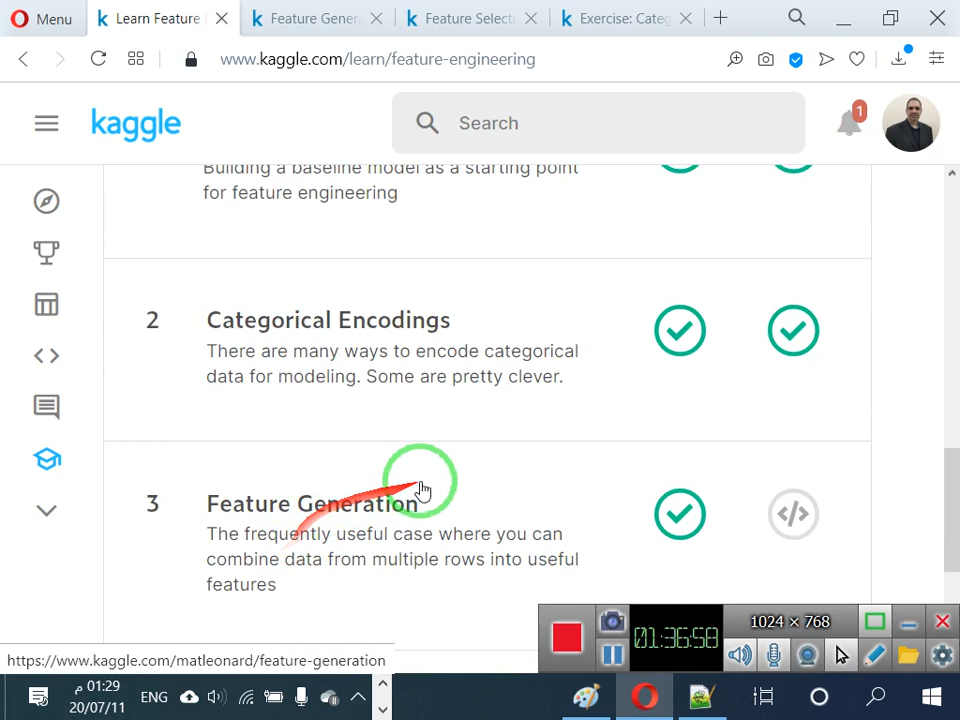 Menu
Learn Feature
Feature Gener
Feature Selecti
Exercise: Categ
www.kaggle.com/learn/feature-engineering
kaggle
Search
1
Building a baseline model as a starting point
for feature engineering
2
Categorical Encodings
There are many ways to encode categorical
data for modeling. Some are pretty clever.
3
Feature Generation
The frequently useful case where you can
combine data from multiple rows into useful
features
1024 × 768
01:36:58
https://www.kaggle.com/matleonard/feature-generation
01:29 م
20/07/11
ENG